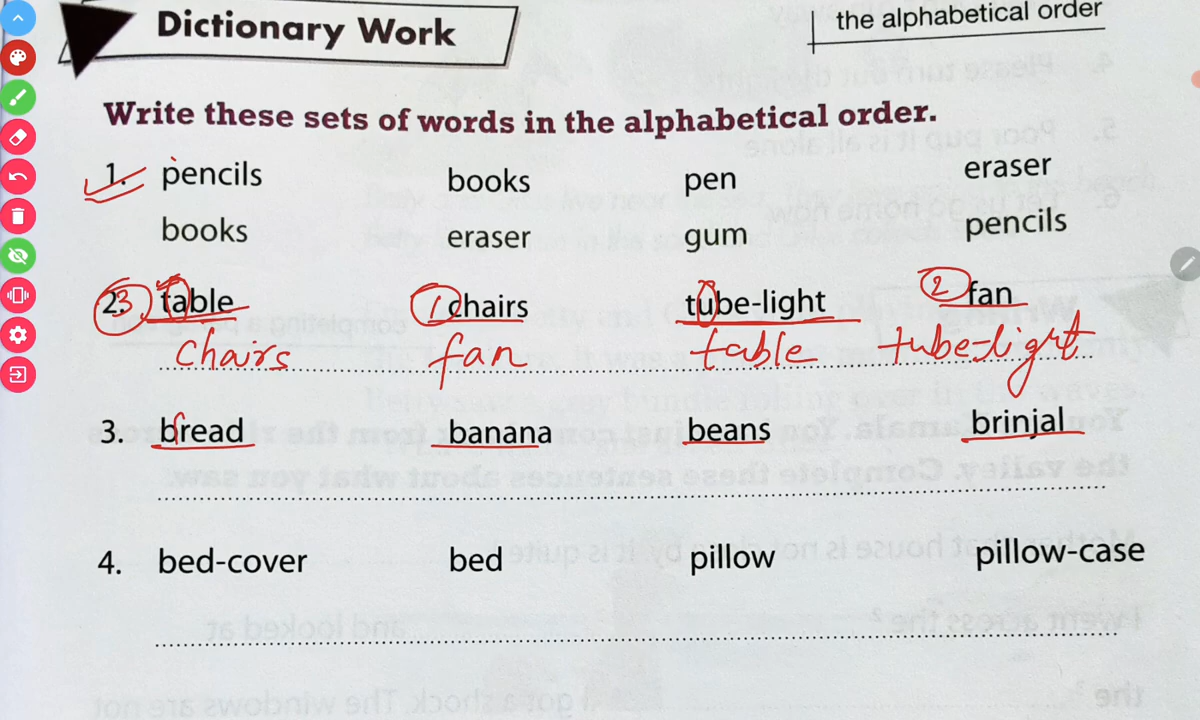 Dictionary Work
the alphabetical order
Write these sets of words in the alphabetical order.
1. pencils books pen eraser
books eraser gum pencils
2. 3 table 1 chairs tube-light 2 fan
chairs fan table tube-light
3. bread banana beans brinjal
4. bed-cover bed pillow pillow-case